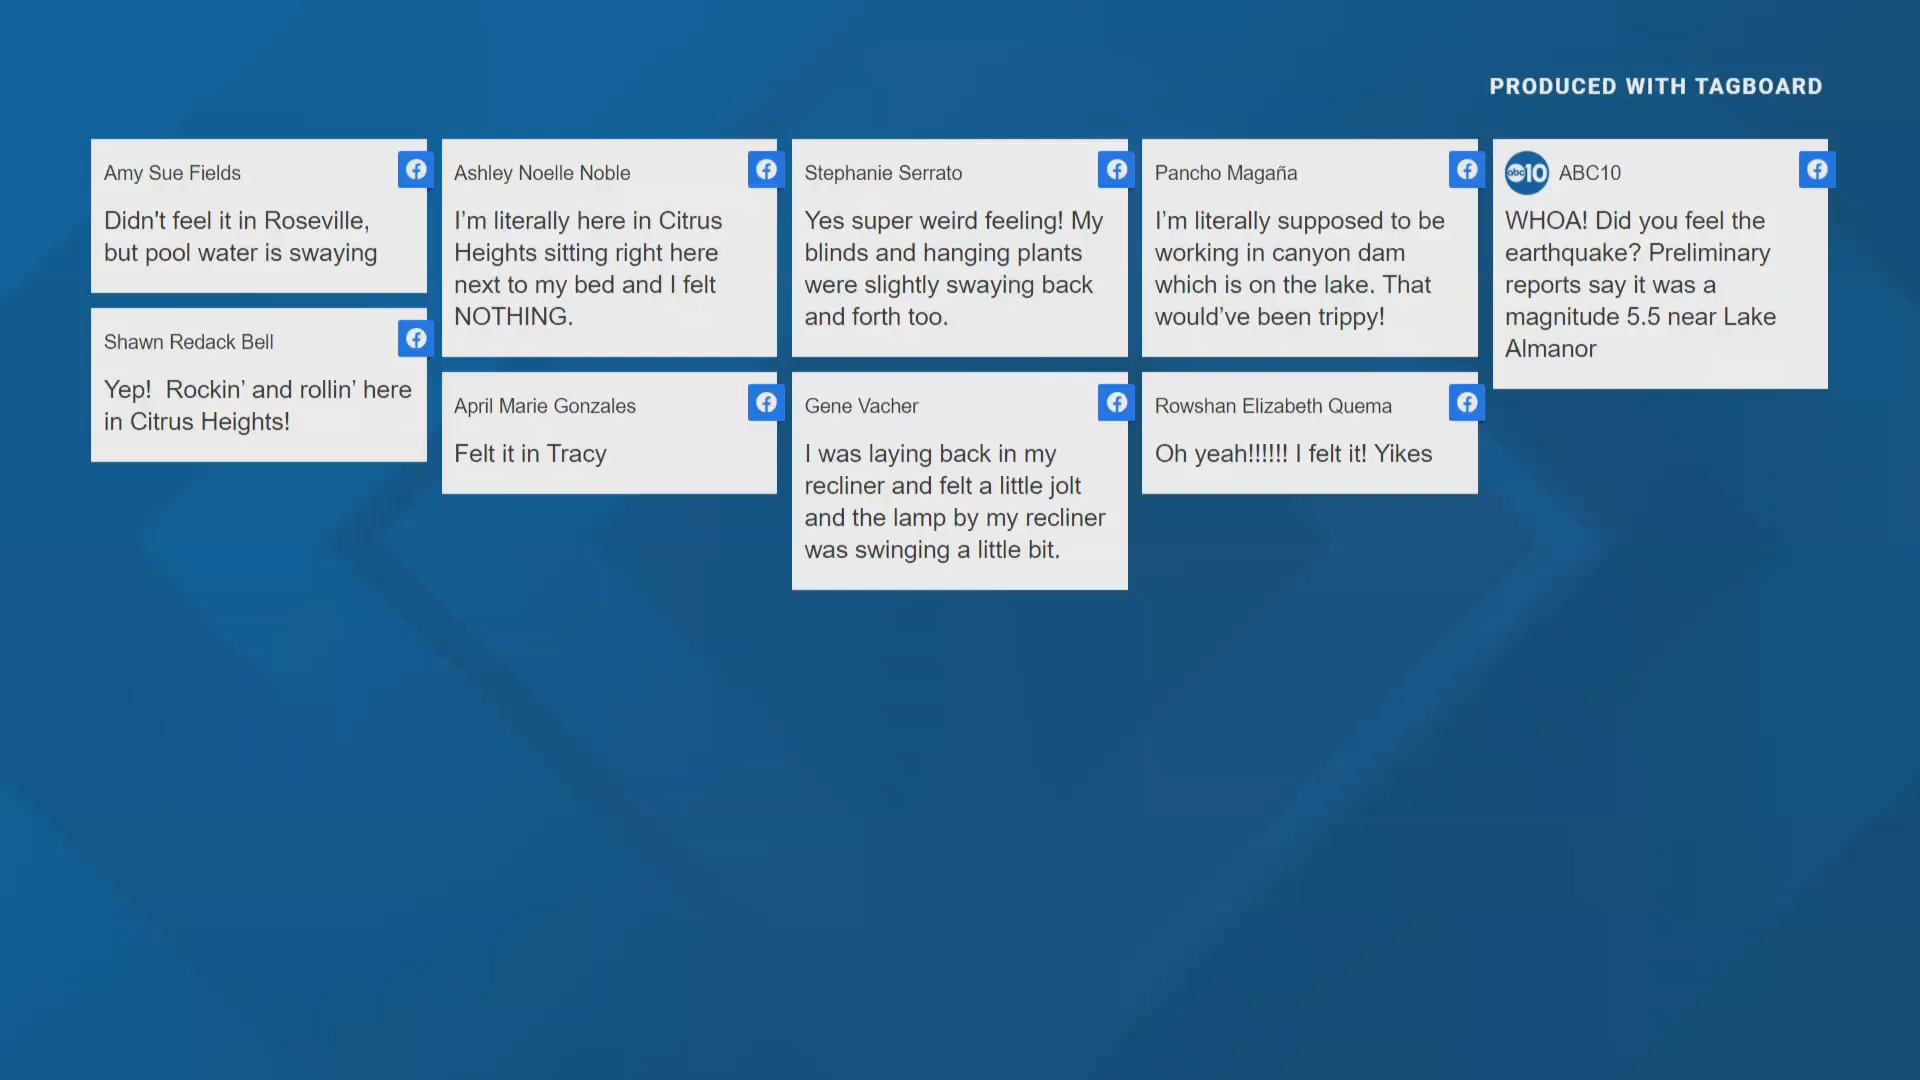 PRODUCED WITH TAGBOARD
Amy Sue Fields
Didn't feel it in Roseville,
but pool water is swaying
Shawn Redack Bell
Yep!  Rockin’ and rollin’ here
in Citrus Heights!
Ashley Noelle Noble
I’m literally here in Citrus
Heights sitting right here
next to my bed and I felt
NOTHING.
April Marie Gonzales
Felt it in Tracy
Stephanie Serrato
Yes super weird feeling! My
blinds and hanging plants
were slightly swaying back
and forth too.
Gene Vacher
I was laying back in my
recliner and felt a little jolt
and the lamp by my recliner
was swinging a little bit.
Pancho Magaña
I’m literally supposed to be
working in canyon dam
which is on the lake. That
would’ve been trippy!
Rowshan Elizabeth Quema
Oh yeah!!!!!! I felt it! Yikes
abc10 ABC10
WHOA! Did you feel the
earthquake? Preliminary
reports say it was a
magnitude 5.5 near Lake
Almanor